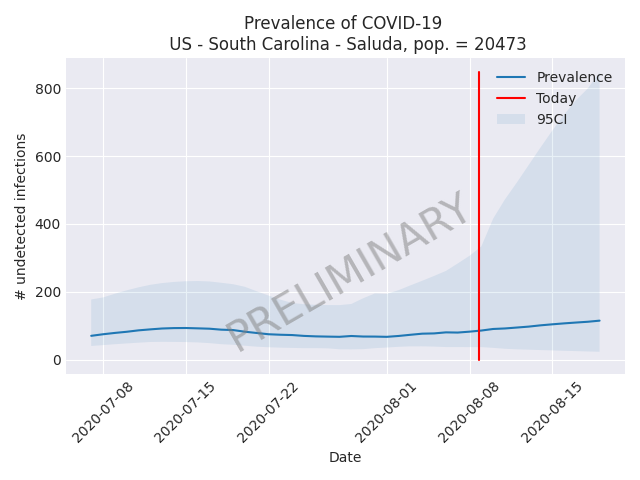 Prevalence of COVID-19
US - South Carolina - Saluda, pop. = 20473
Prevalence
Today
95CI
800
600
400
200
0
# undetected infections
PRELIMINARY
2020-07-08
2020-07-15
2020-07-22
2020-08-01
2020-08-08
2020-08-15
Date